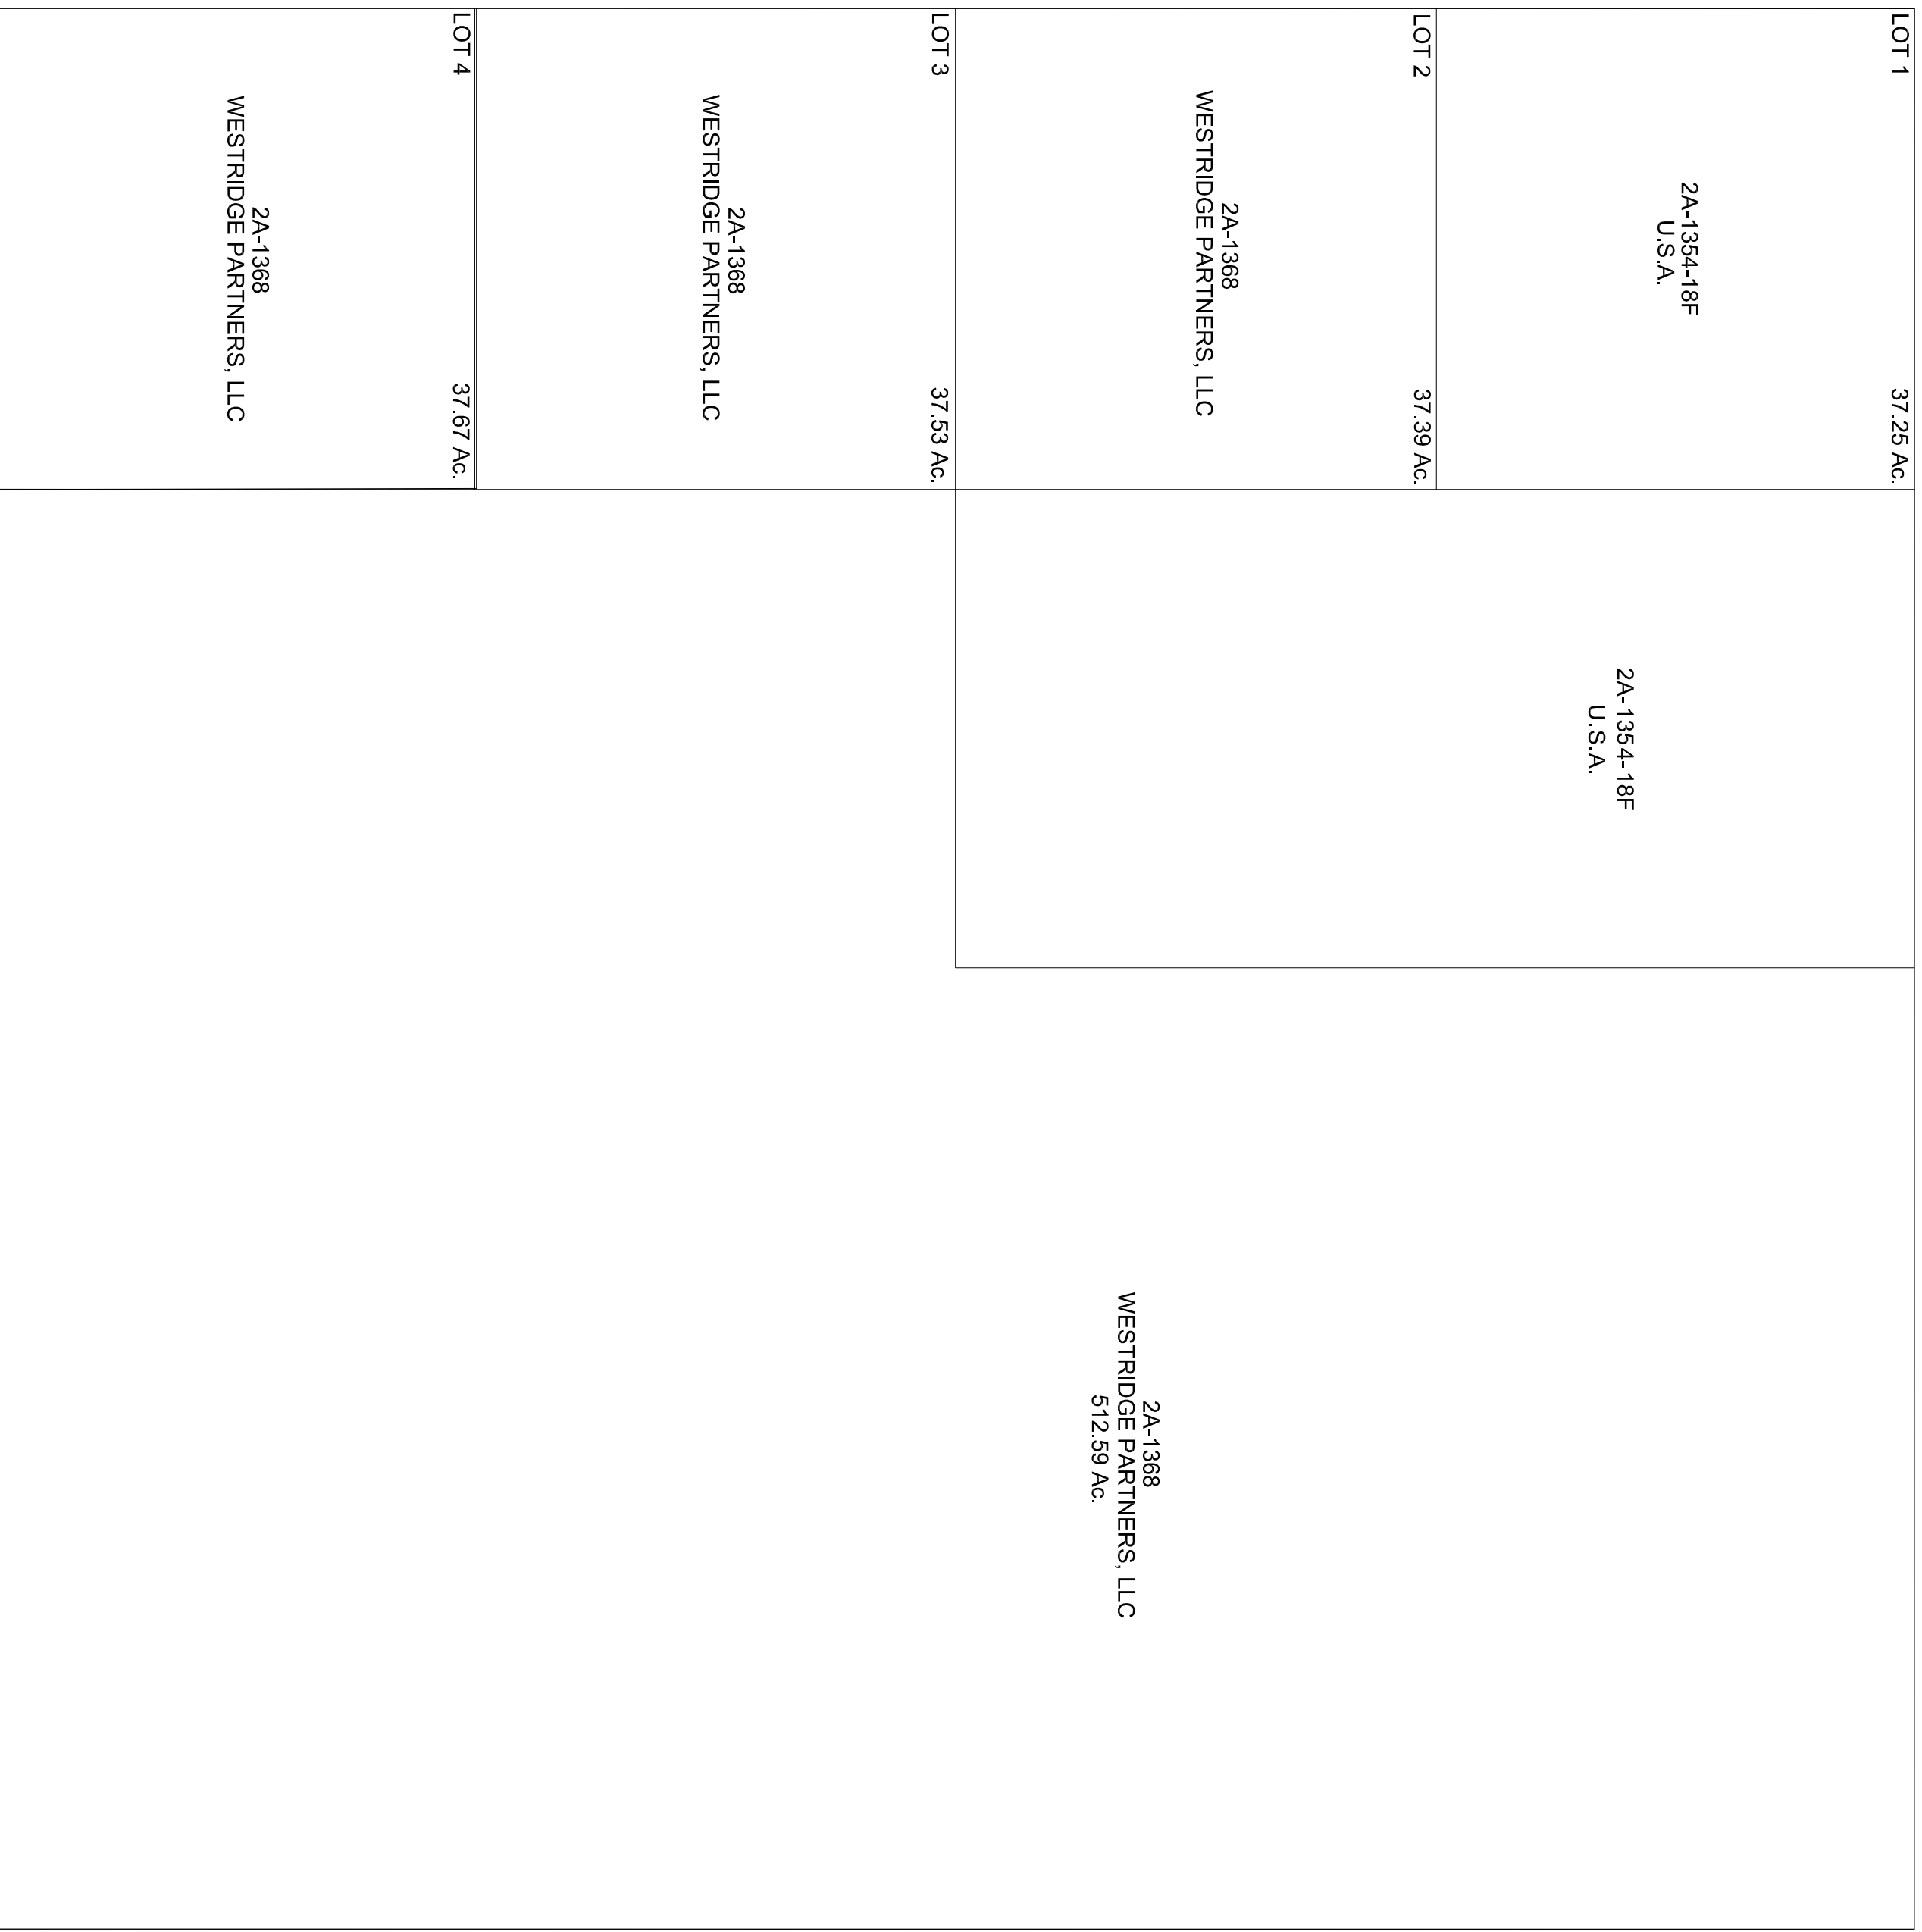 LOT 1
37.25 Ac.
2A-1354-18F
U.S.A.
2A-1354-18F
U.S.A.
LOT 2
37.39 Ac.
2A-1368
WESTRIDGE PARTNERS, LLC
2A-1368
WESTRIDGE PARTNERS, LLC
512.59 Ac.
LOT 3
37.53 Ac.
2A-1368
WESTRIDGE PARTNERS, LLC
LOT 4
37.67 Ac.
2A-1368
WESTRIDGE PARTNERS, LLC